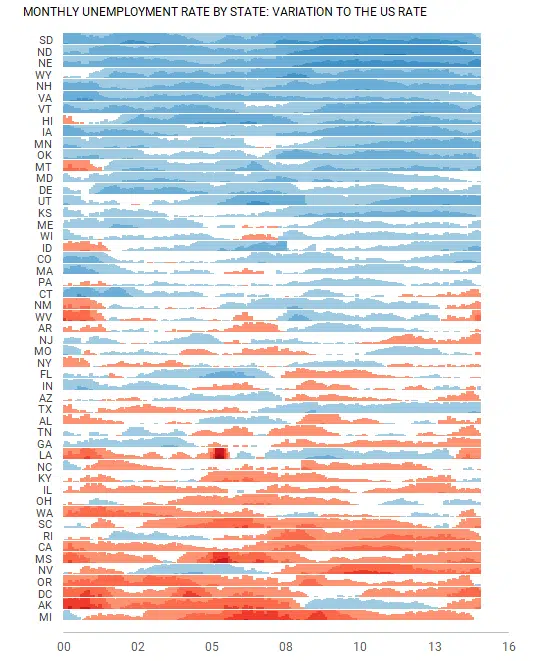 MONTHLY UNEMPLOYMENT RATE BY STATE: VARIATION TO THE US RATE
SD
ND
NE
WY
NH
VA
VT
HI
IA
MN
OK
MT
MD
DE
UT
KS
ME
WI
ID
CO
MA
PA
CT
NM
WV
AR
NJ
MO
NY
FL
IN
AZ
TX
AL
TN
GA
LA
NC
KY
IL
OH
WA
SC
RI
CA
MS
NV
OR
DC
AK
MI
00 02 05 08 10 13 16